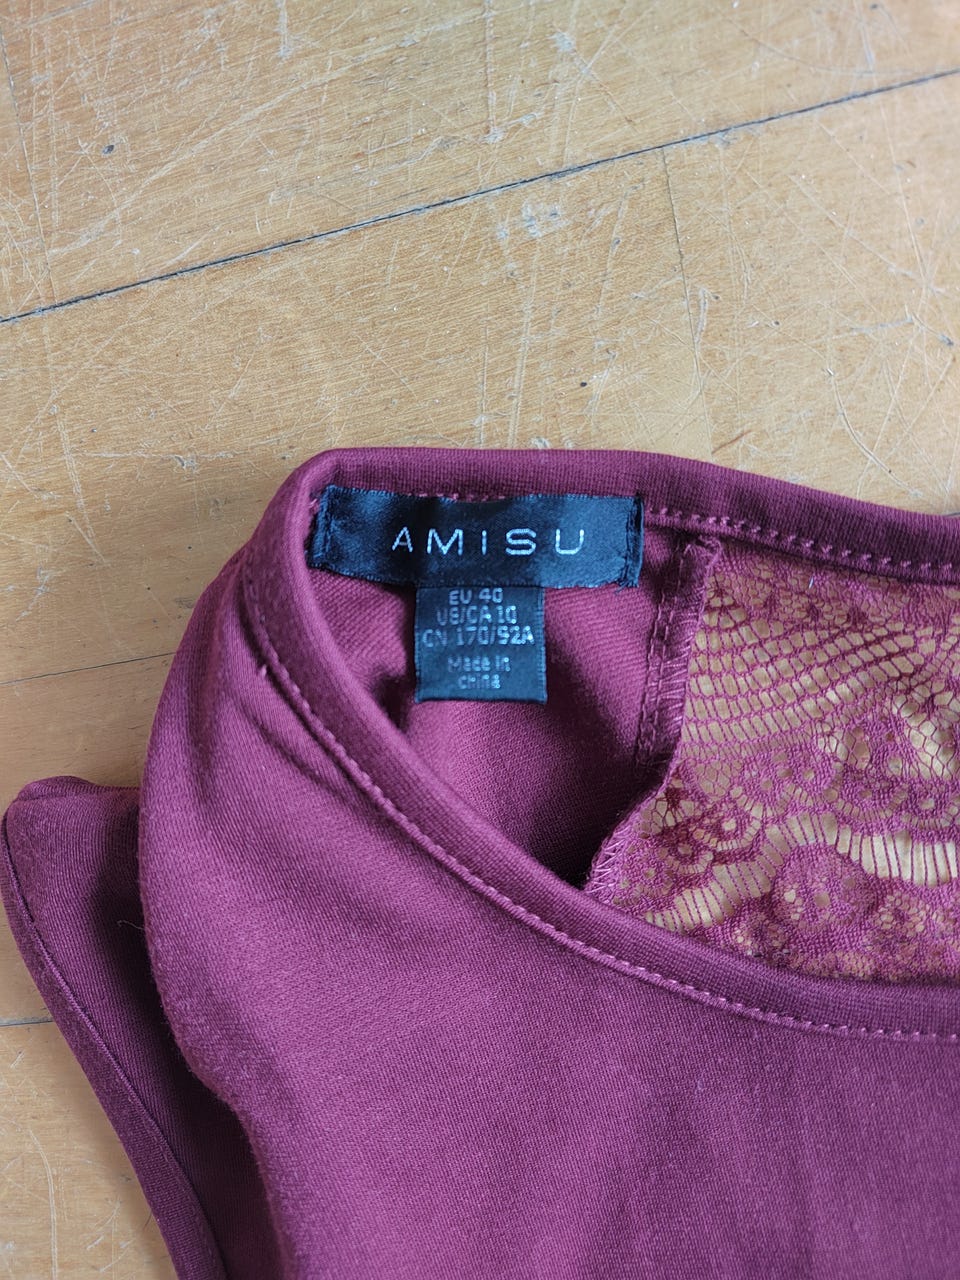 AMISU
EU 40
US/CA 10
CN 170/92A
Made in
china